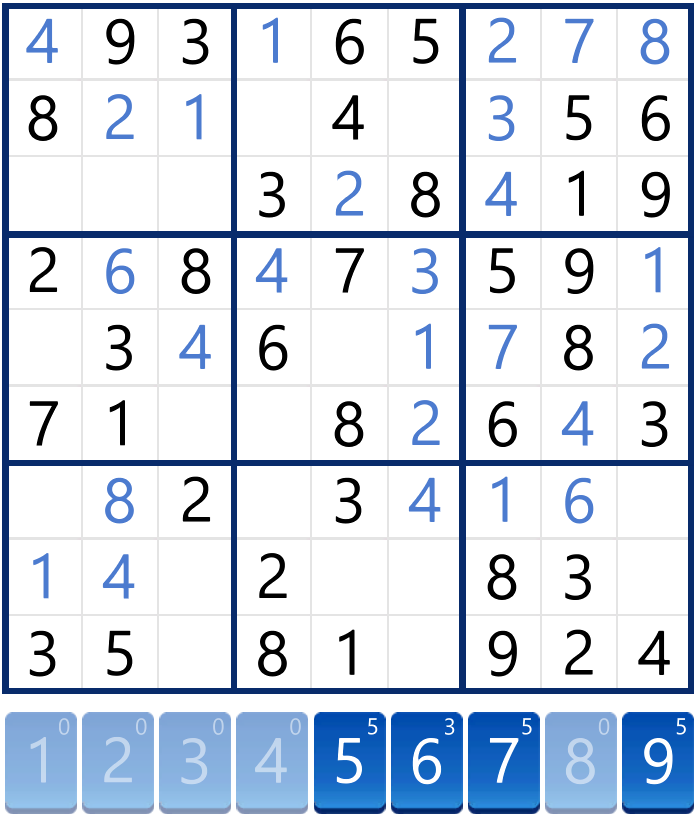 4 9 3 1 6 5 2 7 8
8 2 1 4 3 5 6
3 2 8 4 1 9
2 6 8 4 7 3 5 9 1
3 4 6 1 7 8 2
7 1 8 2 6 4 3
8 2 3 4 1 6
1 4 2 8 3
3 5 8 1 9 2 4
0 0 0 0 5 3 5 0 5
1 2 3 4 5 6 7 8 9